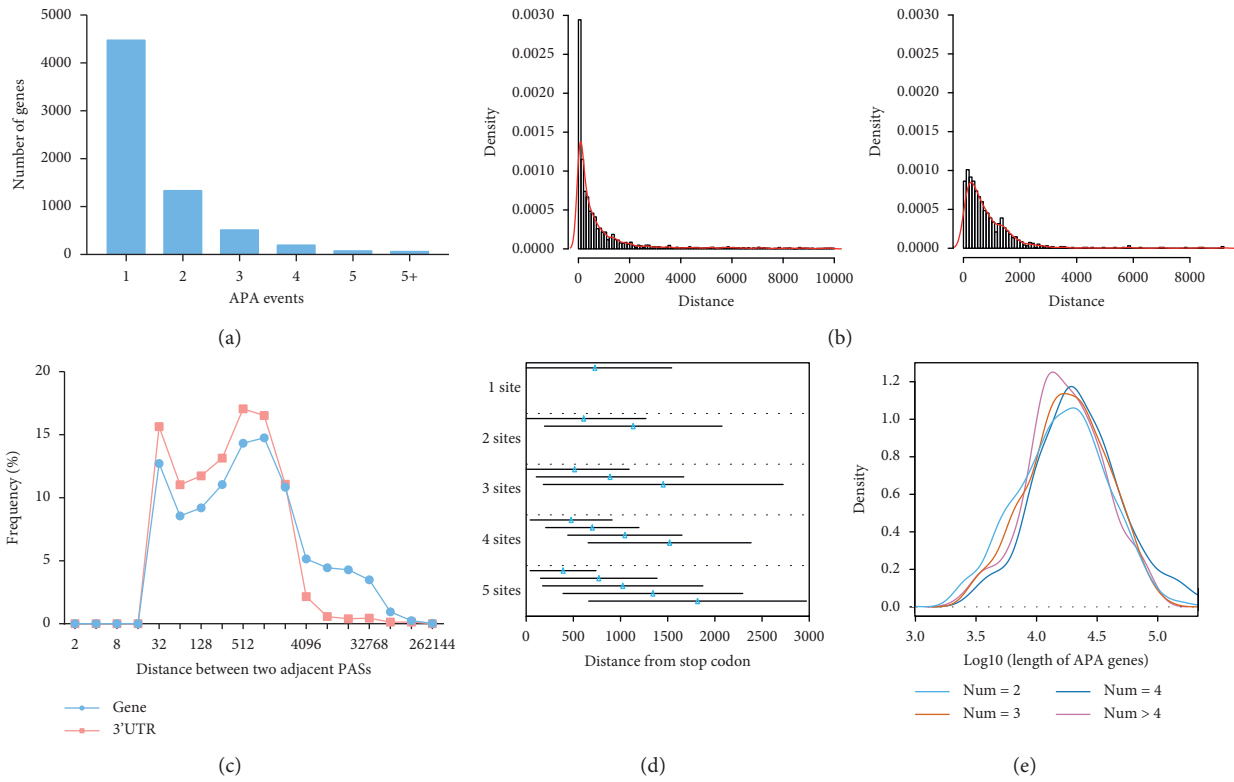 5000
4000
3000
2000
1000
0
Number of genes
1 2 3 4 5 5+
APA events
(a)
0.0030
0.0025
0.0020
0.0015
0.0010
0.0005
0.0000
Density
0 2000 4000 6000 8000 10000
Distance
0.0030
0.0025
0.0020
0.0015
0.0010
0.0005
0.0000
Density
0 2000 4000 6000 8000
Distance
(b)
20
15
10
5
0
Frequency (%)
2 8 32 128 512 4096 32768 262144
Distance between two adjacent PASs
Gene
3'UTR
(c)
1 site
2 sites
3 sites
4 sites
5 sites
0 500 1000 1500 2000 2500 3000
Distance from stop codon
(d)
1.2
1.0
0.8
0.6
0.4
0.2
0.0
Density
3.0 3.5 4.0 4.5 5.0
Log10 (length of APA genes)
Num = 2
Num = 3
Num = 4
Num > 4
(e)